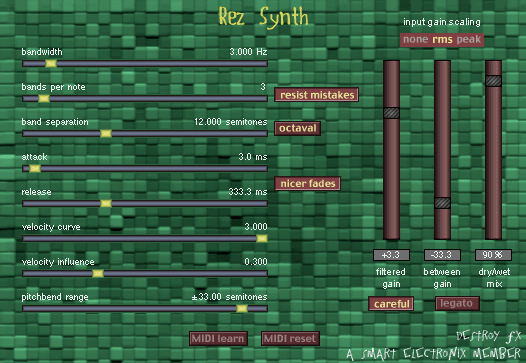 Rez Synth
input gain scaling
none rms peak
bandwidth 3.000 Hz
bands per note 3
resist mistakes
band separation 12.000 semitones
octaval
attack 3.0 ms
nicer fades
release 333.3 ms
velocity curve 3.000
velocity influence 0.300
pitchbend range ±33.00 semitones
+3.3 -33.3 90%
filtered gain
between gain
dry/wet mix
careful legato
MIDI learn MIDI reset
DESTROY FX
A SMART ELECTRONIX MEMBER